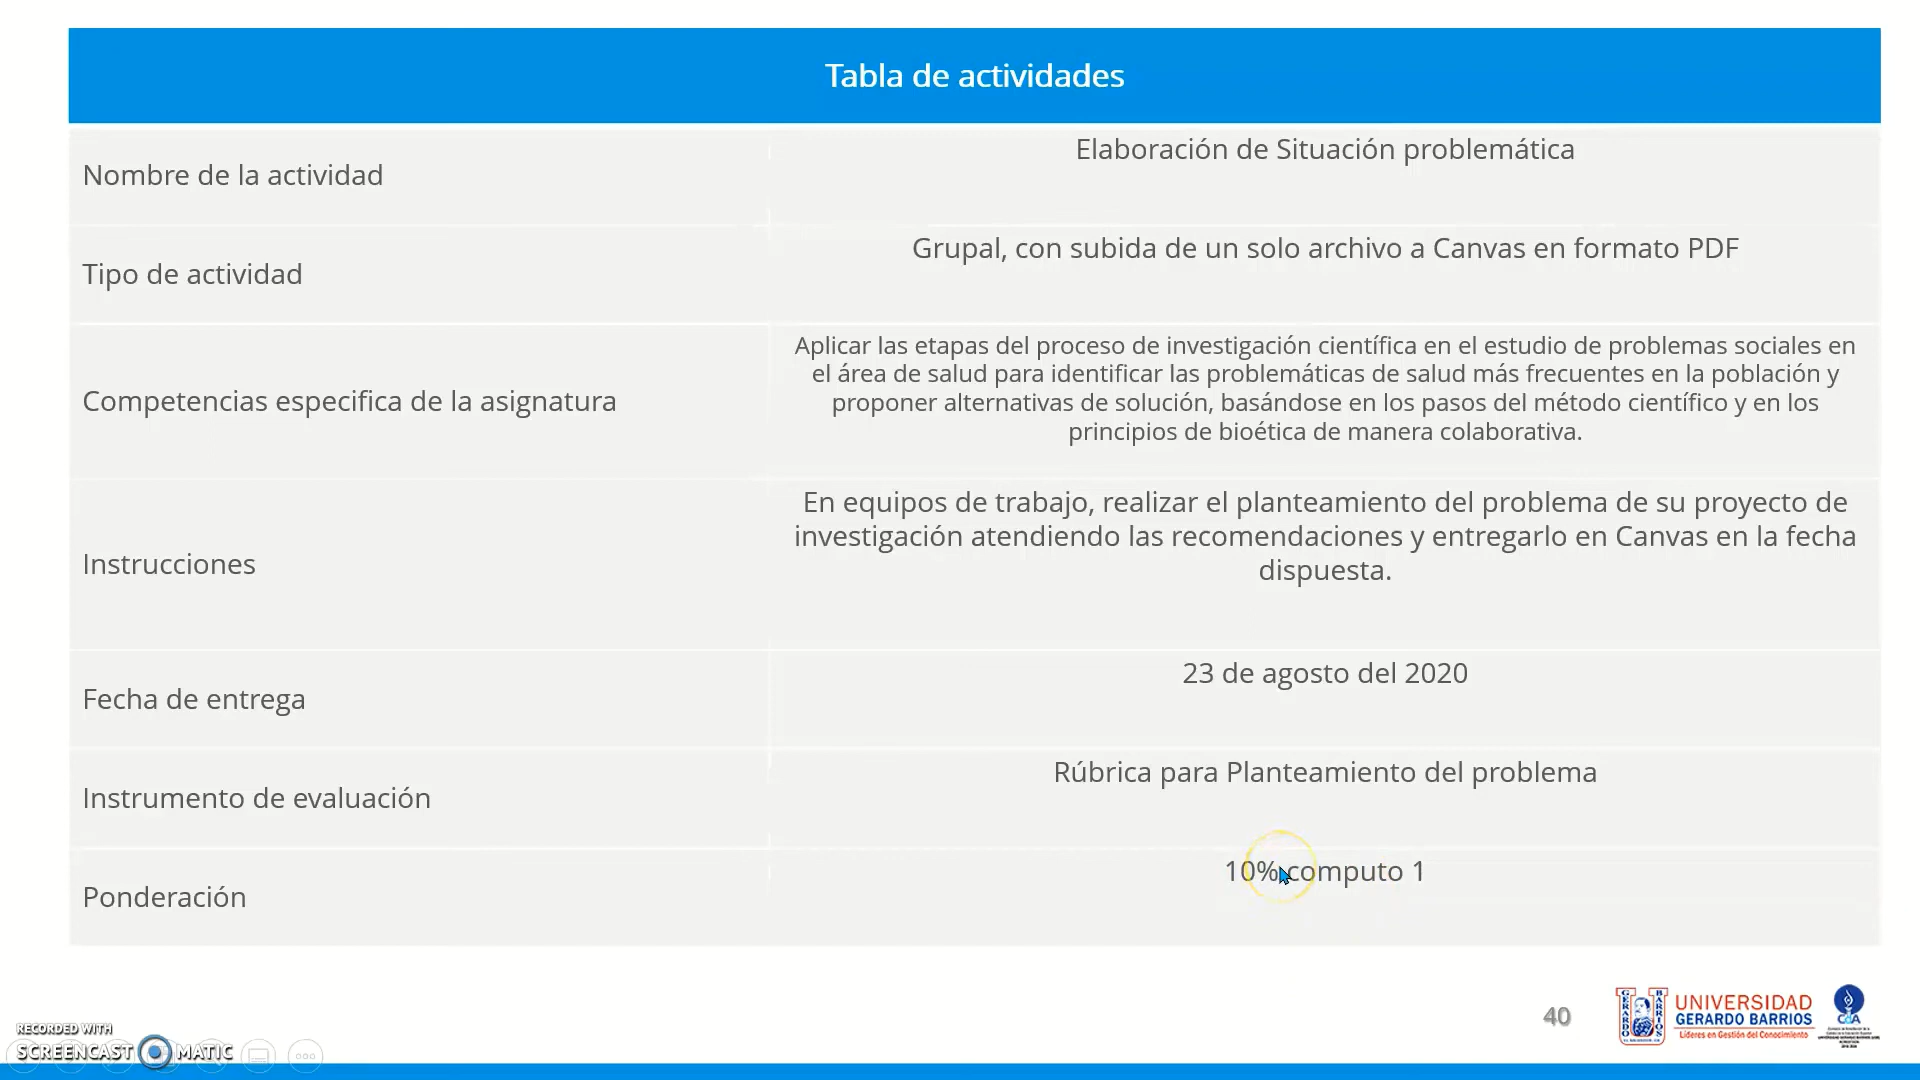 Tabla de actividades
Nombre de la actividad
Elaboración de Situación problemática
Tipo de actividad
Grupal, con subida de un solo archivo a Canvas en formato PDF
Competencias especifica de la asignatura
Aplicar las etapas del proceso de investigación científica en el estudio de problemas sociales en
el área de salud para identificar las problemáticas de salud más frecuentes en la población y
proponer alternativas de solución, basándose en los pasos del método científico y en los
principios de bioética de manera colaborativa.
Instrucciones
En equipos de trabajo, realizar el planteamiento del problema de su proyecto de
investigación atendiendo las recomendaciones y entregarlo en Canvas en la fecha
dispuesta.
Fecha de entrega
23 de agosto del 2020
Instrumento de evaluación
Rúbrica para Planteamiento del problema
Ponderación
10% computo 1
40
GERARDO BARRIOS
UNIVERSIDAD
GERARDO BARRIOS
Líderes en Gestión del Conocimiento
RECORDED WITH
SCREENCAST MATIC